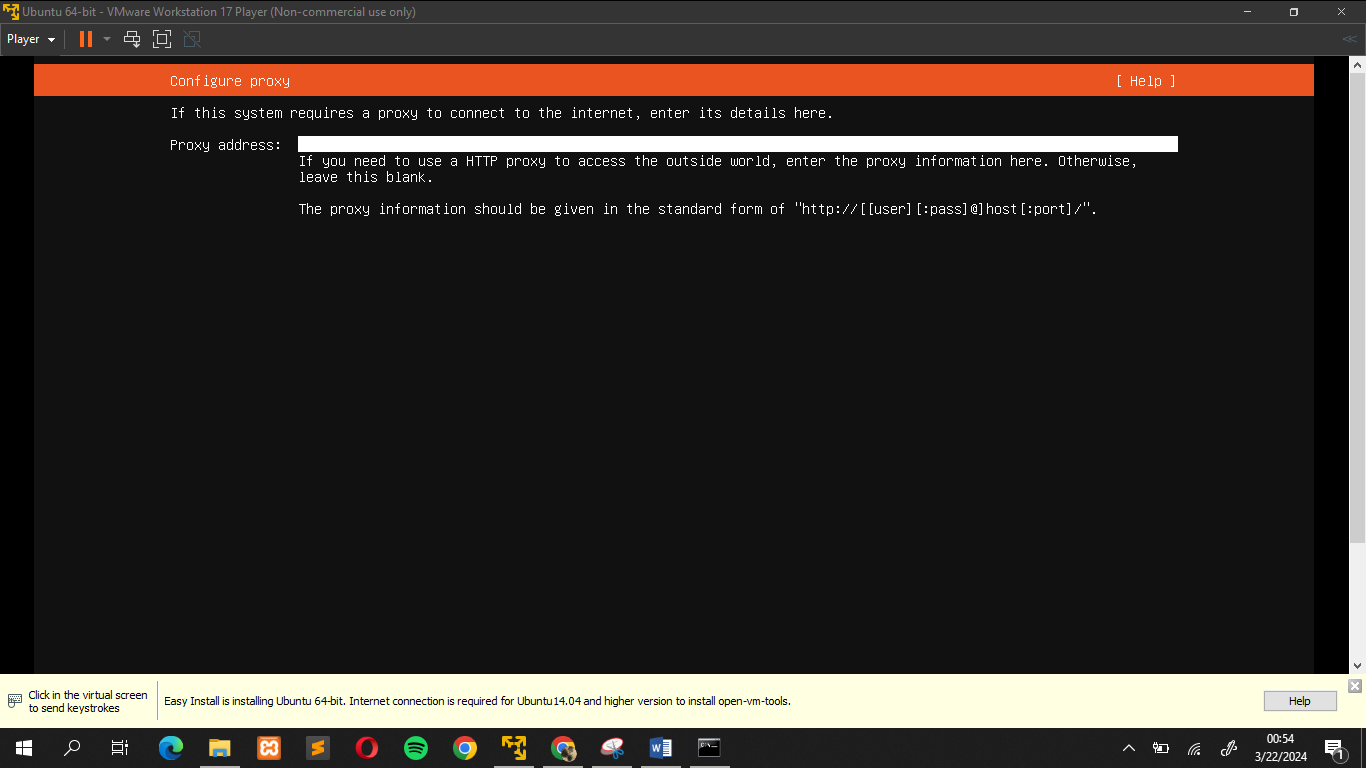 Ubuntu 64-bit - VMware Workstation 17 Player (Non-commercial use only)
Player
Configure proxy [ Help ]
If this system requires a proxy to connect to the internet, enter its details here.
Proxy address:
If you need to use a HTTP proxy to access the outside world, enter the proxy information here. Otherwise,
leave this blank.
The proxy information should be given in the standard form of "http://[[user][:pass]@]host[:port]/".
Click in the virtual screen
to send keystrokes
Easy Install is installing Ubuntu 64-bit. Internet connection is required for Ubuntu14.04 and higher version to install open-vm-tools.
Help
00:54
3/22/2024
1